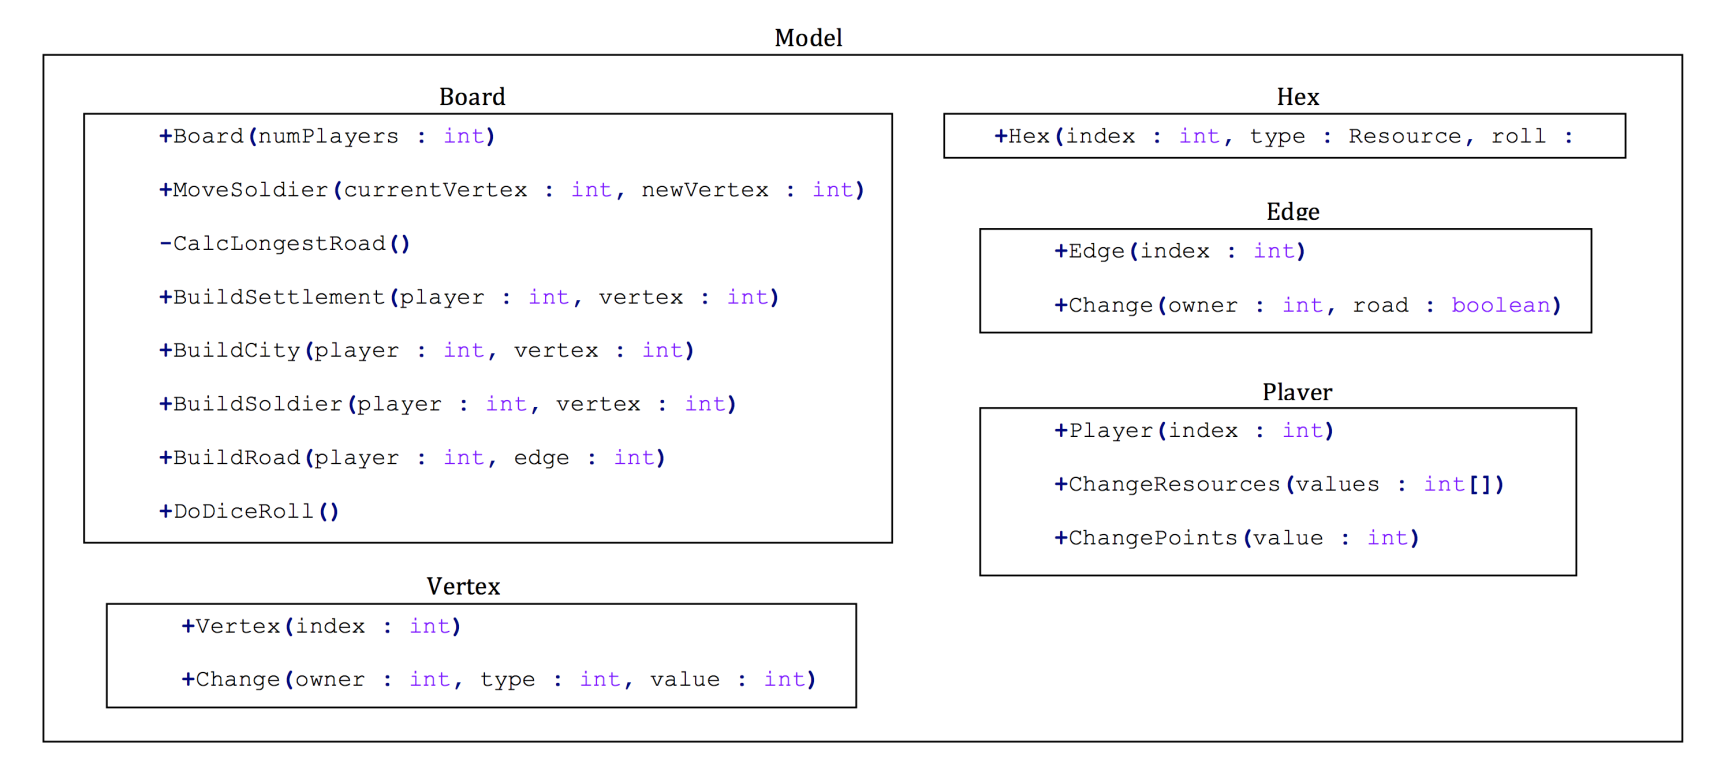 Model
Board
+Board(numPlayers : int)
+MoveSoldier(currentVertex : int, newVertex : int)
-CalcLongestRoad()
+BuildSettlement(player : int, vertex : int)
+BuildCity(player : int, vertex : int)
+BuildSoldier(player : int, vertex : int)
+BuildRoad(player : int, edge : int)
+DoDiceRoll()
Vertex
+Vertex(index : int)
+Change(owner : int, type : int, value : int)
Hex
+Hex(index : int, type : Resource, roll :
Edge
+Edge(index : int)
+Change(owner : int, road : boolean)
Player
+Player(index : int)
+ChangeResources(values : int[])
+ChangePoints(value : int)